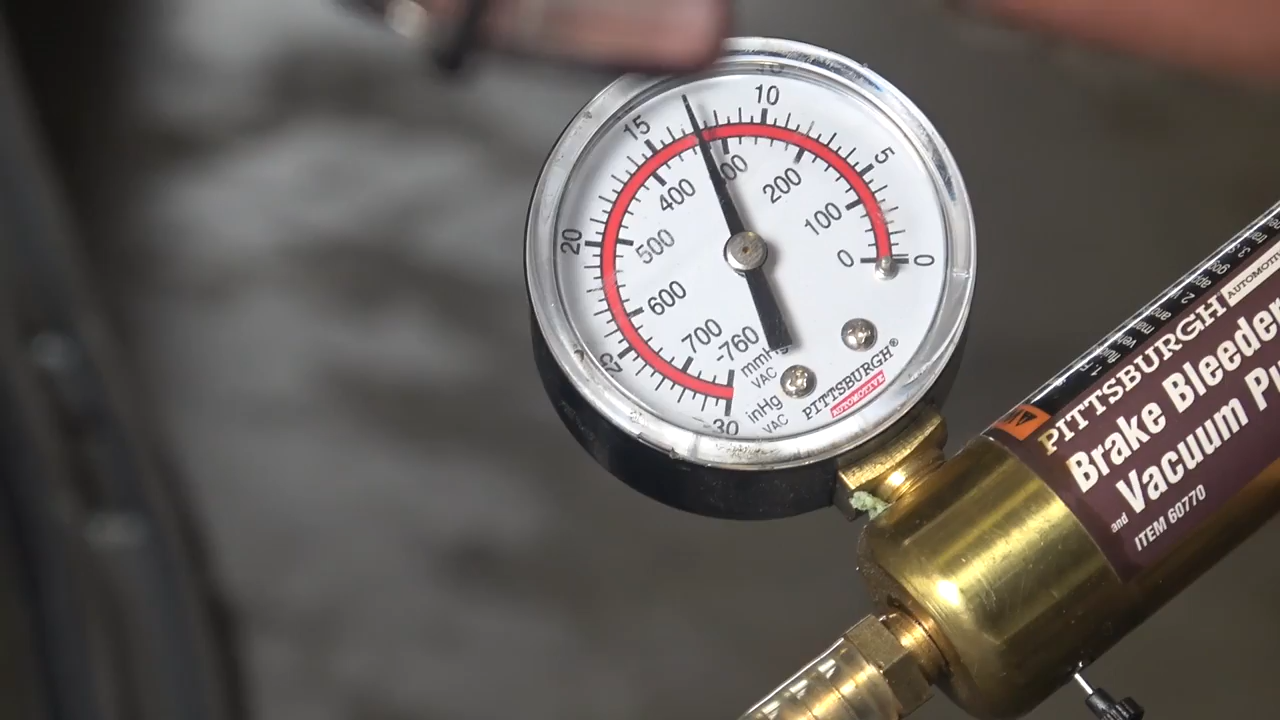 10
15
5
400
200
20
500
100
0
0
600
700
-760
mmHg
VAC
inHg
VAC
30
PITTSBURGH®
AUTOMOTIVE
PITTSBURGH
AUTOMOTIVE
Brake Bleeder
and Vacuum
ITEM 60770